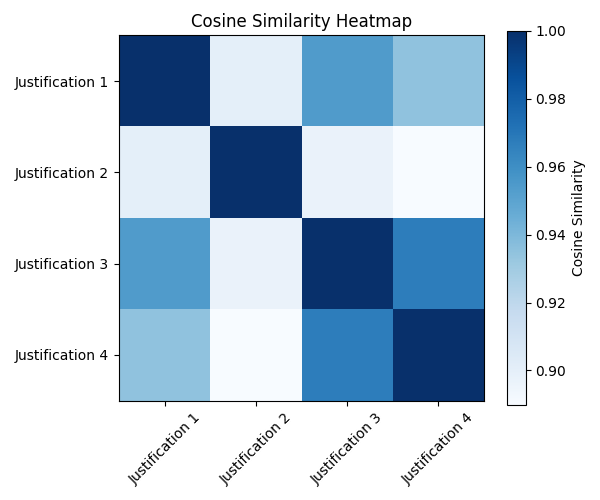 Cosine Similarity Heatmap
Justification 1
Justification 2
Justification 3
Justification 4
Justification 1
Justification 2
Justification 3
Justification 4
1.00
0.98
0.96
0.94
0.92
0.90
Cosine Similarity